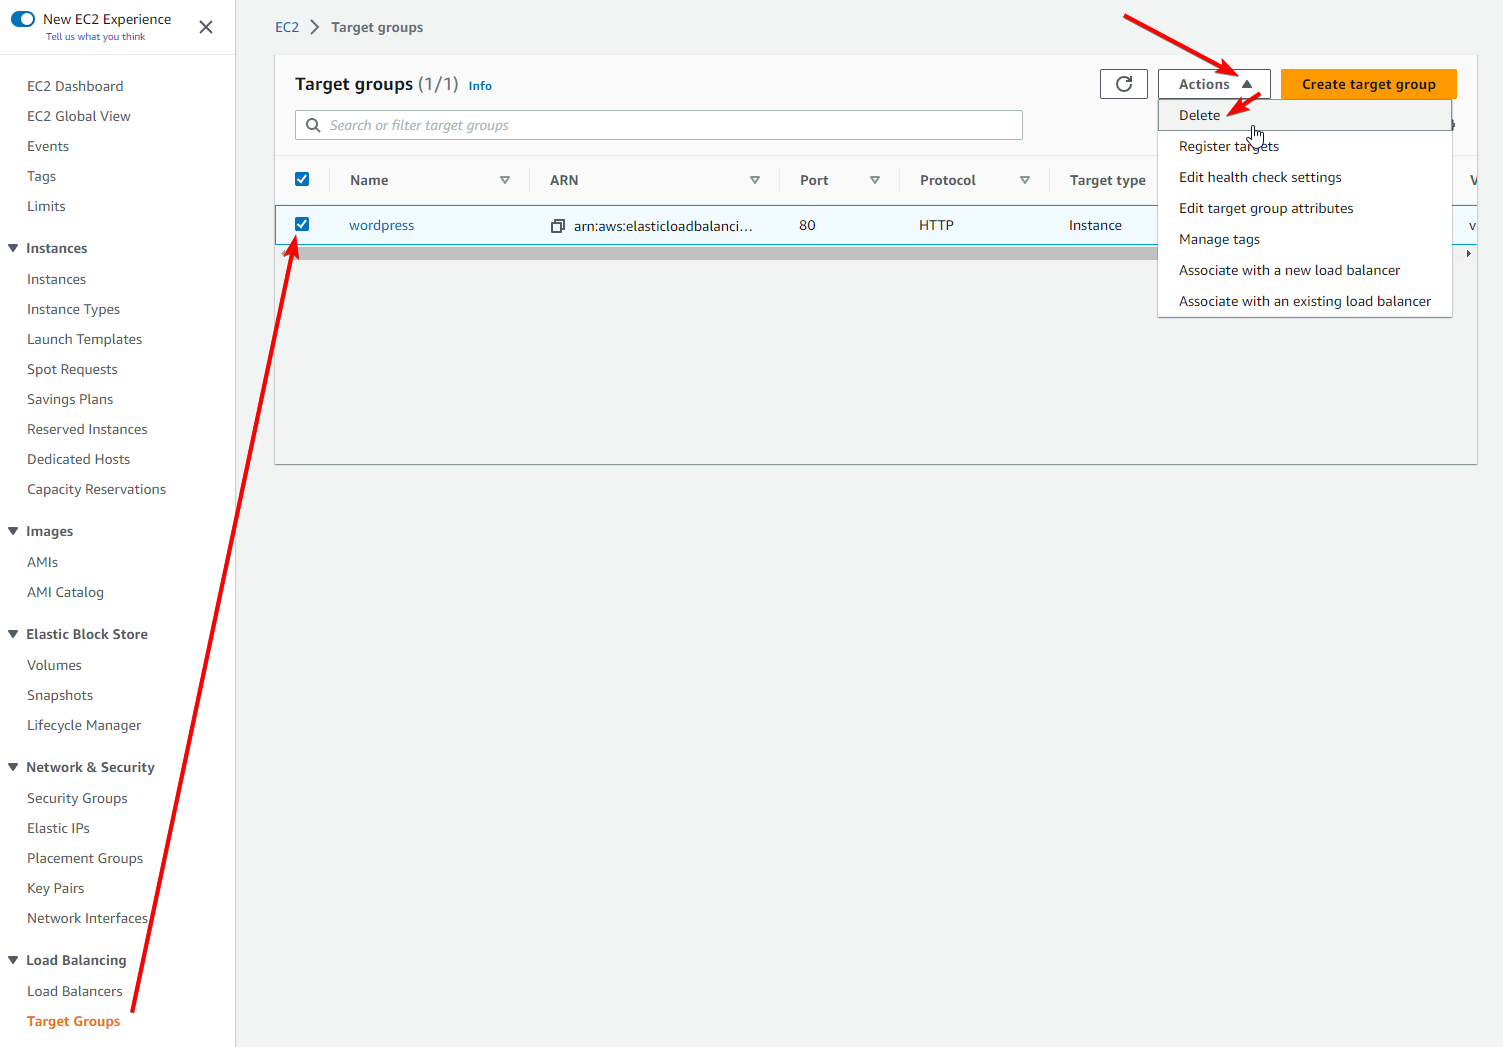 New EC2 Experience
Tell us what you think
EC2 Dashboard
EC2 Global View
Events
Tags
Limits
Instances
Instances
Instance Types
Launch Templates
Spot Requests
Savings Plans
Reserved Instances
Dedicated Hosts
Capacity Reservations
Images
AMIs
AMI Catalog
Elastic Block Store
Volumes
Snapshots
Lifecycle Manager
Network & Security
Security Groups
Elastic IPs
Placement Groups
Key Pairs
Network Interfaces
Load Balancing
Load Balancers
Target Groups
EC2 > Target groups
Target groups (1/1) Info
Actions
Create target group
Search or filter target groups
Delete
Register targets
Edit health check settings
Edit target group attributes
Manage tags
Associate with a new load balancer
Associate with an existing load balancer
Name ARN Port Protocol Target type
wordpress arn:aws:elasticloadbalanci... 80 HTTP Instance